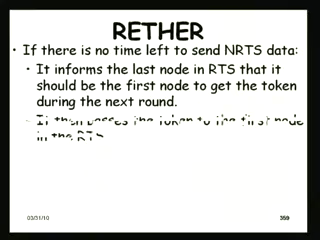 RETHER
• If there is no time left to send NRTS data:
• It informs the last node in RTS that it
should be the first node to get the token
during the next round.
- It then passes the token to the first node
in the RTS
03/31/10
359